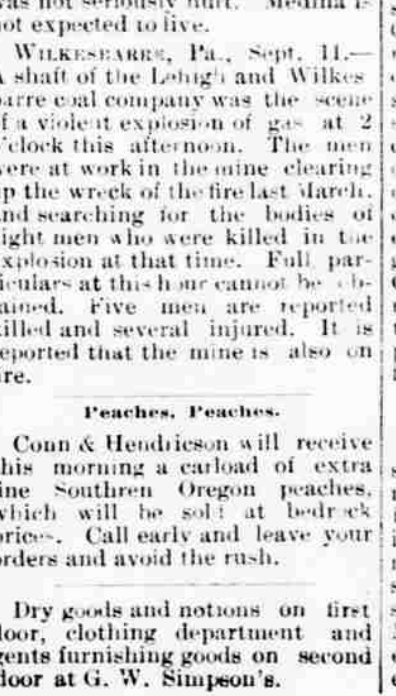 was not seriously hurt. Medina is
not expected to live.
WILKESBARRE, Pa., Sept. 11.—
A shaft of the Lehigh and Wilkes
barre coal company was the scene
of a violent explosion of gas at 2
o'clock this afternoon. The men
were at work in the mine clearing
up the wreck of the fire last March,
and searching for the bodies of
eight men who were killed in the
explosion at that time. Full par-
ticulars at this hour cannot be ob-
tained. Five men are reported
killed and several injured. It is
reported that the mine is also on
fire.
Peaches, Peaches.
Conn & Hendricson will receive
this morning a carload of extra
fine Southren Oregon peaches,
which will be sold at bedrock
prices. Call early and leave your
orders and avoid the rush.
Dry goods and notions on first
floor, clothing department and
gents furnishing goods on second
floor at G. W. Simpson's.